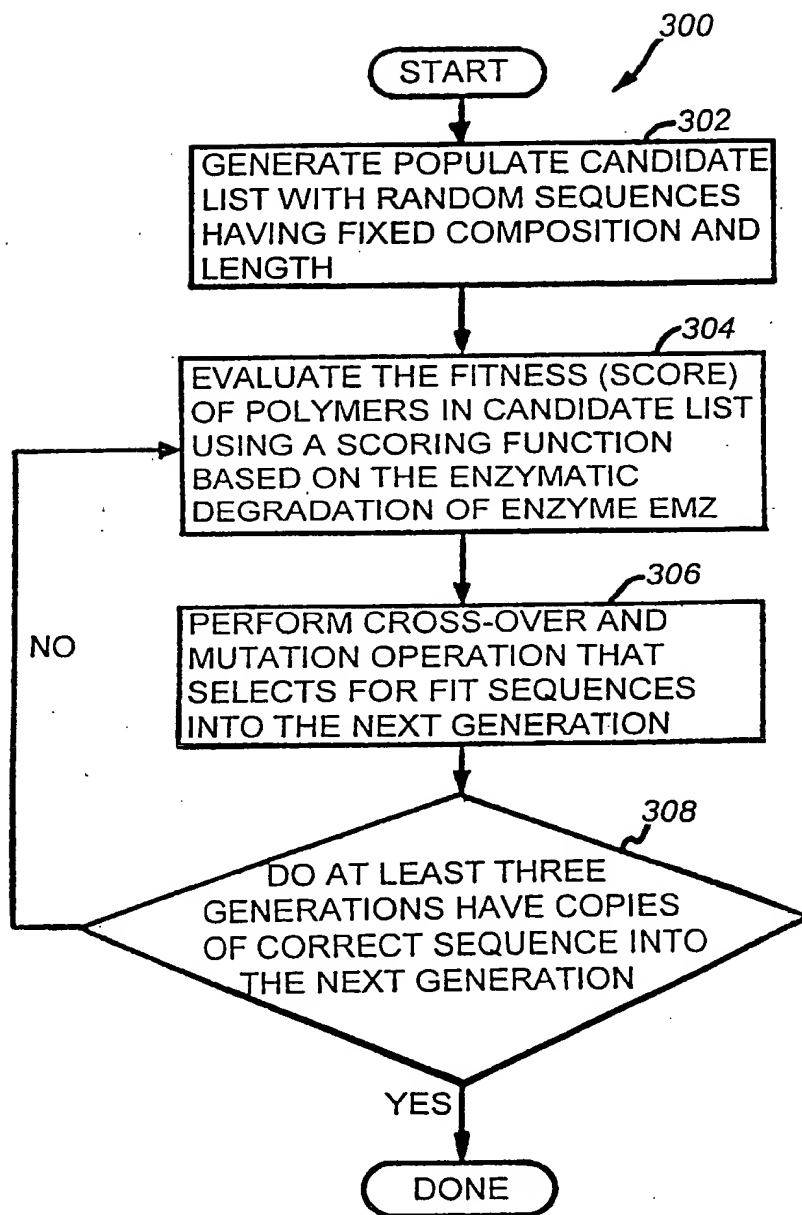 300
START
302
GENERATE POPULATE CANDIDATE
LIST WITH RANDOM SEQUENCES
HAVING FIXED COMPOSITION AND
LENGTH
304
EVALUATE THE FITNESS (SCORE)
OF POLYMERS IN CANDIDATE LIST
USING A SCORING FUNCTION
BASED ON THE ENZYMATIC
DEGRADATION OF ENZYME EMZ
306
PERFORM CROSS-OVER AND
MUTATION OPERATION THAT
SELECTS FOR FIT SEQUENCES
INTO THE NEXT GENERATION
NO
308
DO AT LEAST THREE
GENERATIONS HAVE COPIES
OF CORRECT SEQUENCE INTO
THE NEXT GENERATION
YES
DONE